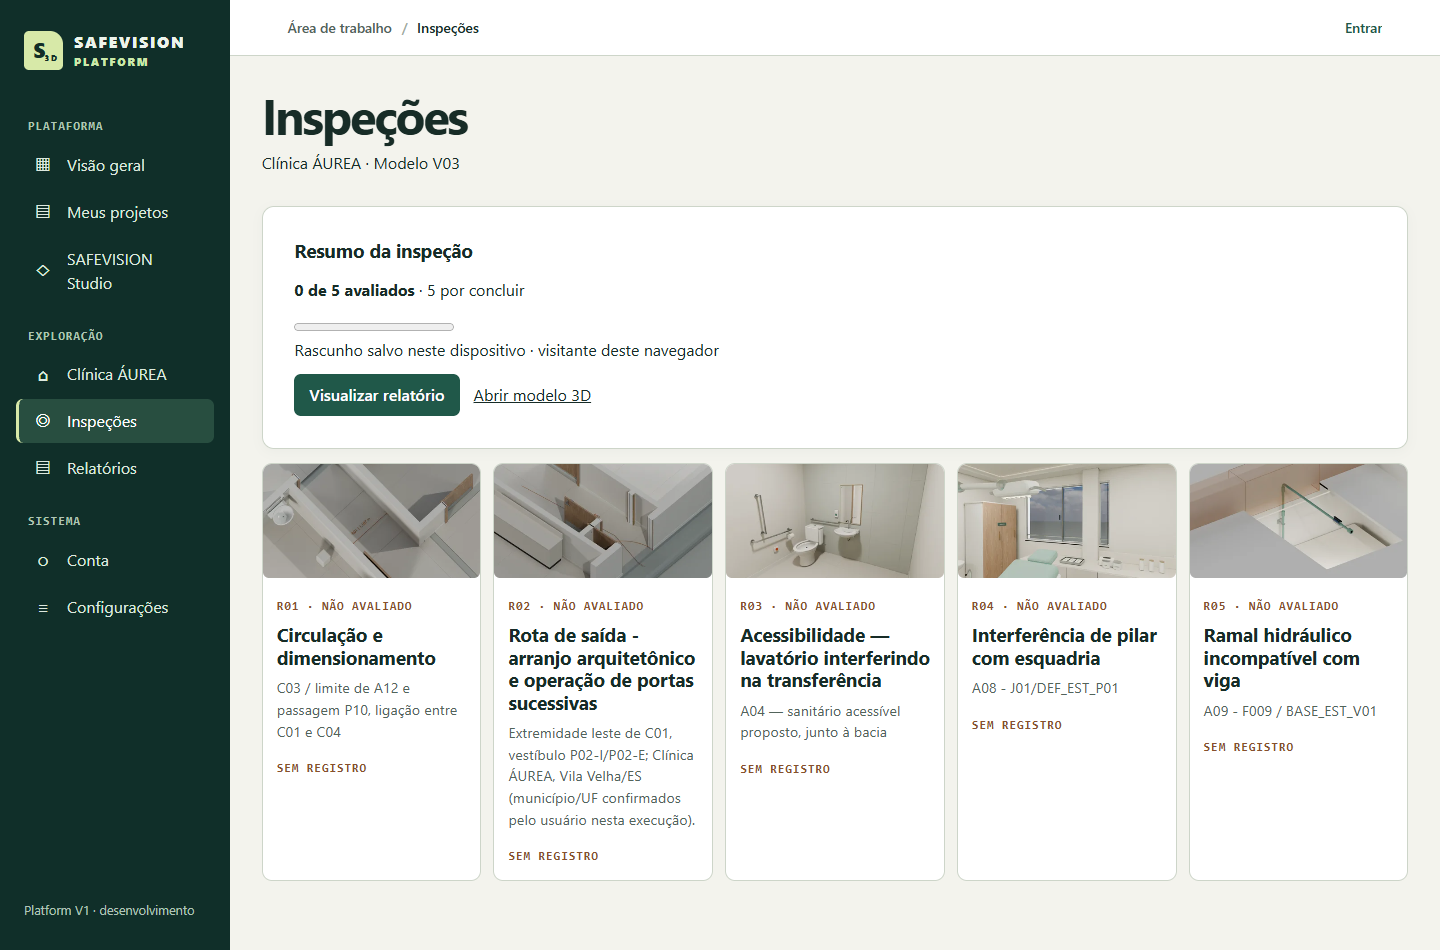 S3D
SAFEVISION
PLATFORM
PLATAFORMA
Visão geral
Meus projetos
SAFEVISION
Studio
EXPLORAÇÃO
Clínica ÁUREA
Inspeções
Relatórios
SISTEMA
Conta
Configurações
Platform V1 · desenvolvimento
Área de trabalho / Inspeções
Entrar
Inspeções
Clínica ÁUREA · Modelo V03
Resumo da inspeção
0 de 5 avaliados · 5 por concluir
Rascunho salvo neste dispositivo · visitante deste navegador
Visualizar relatório
Abrir modelo 3D
R01 · NÃO AVALIADO
Circulação e
dimensionamento
C03 / limite de A12 e
passagem P10, ligação entre
C01 e C04
SEM REGISTRO
R02 · NÃO AVALIADO
Rota de saída -
arranjo arquitetônico
e operação de portas
sucessivas
Extremidade leste de C01,
vestíbulo P02-I/P02-E; Clínica
ÁUREA, Vila Velha/ES
(município/UF confirmados
pelo usuário nesta execução).
SEM REGISTRO
R03 · NÃO AVALIADO
Acessibilidade —
lavatório interferindo
na transferência
A04 — sanitário acessível
proposto, junto à bacia
SEM REGISTRO
R04 · NÃO AVALIADO
Interferência de pilar
com esquadria
A08 - J01/DEF_EST_P01
SEM REGISTRO
R05 · NÃO AVALIADO
Ramal hidráulico
incompatível com
viga
A09 - F009 / BASE_EST_V01
SEM REGISTRO